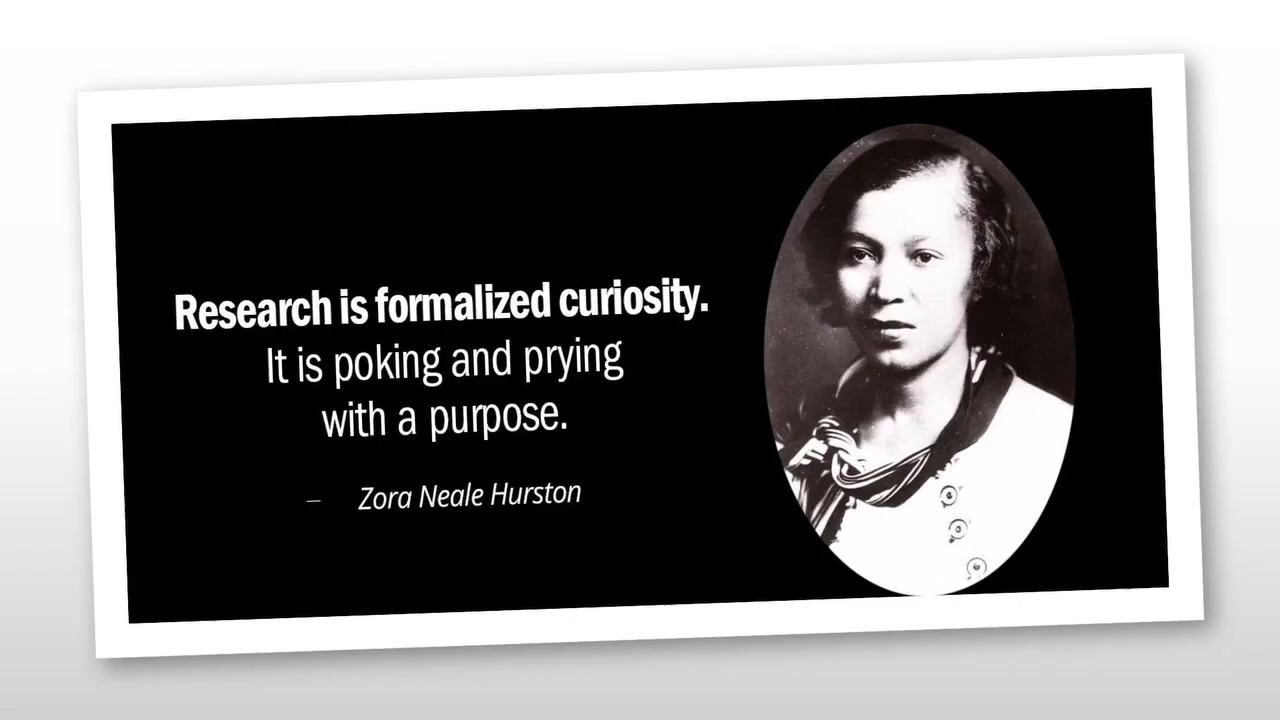 Research is formalized curiosity.
It is poking and prying
with a purpose.
– Zora Neale Hurston